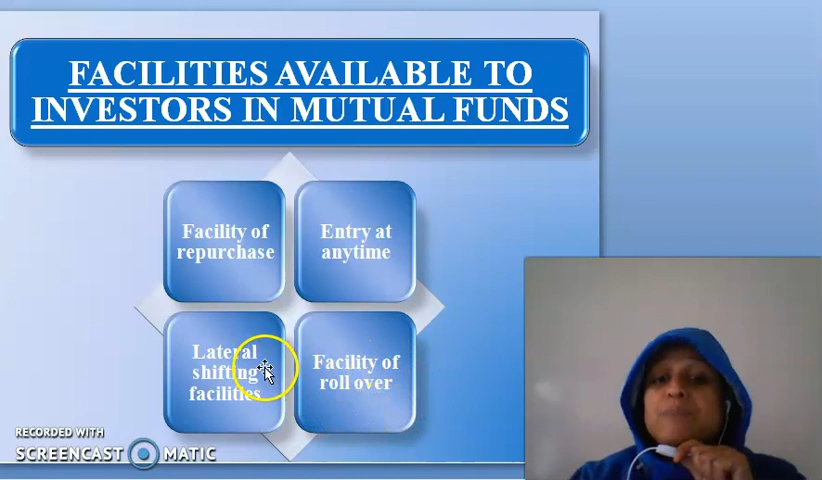 FACILITIES AVAILABLE TO
INVESTORS IN MUTUAL FUNDS
Facility of
repurchase
Entry at
anytime
Lateral
shifting
facilities
Facility of
roll over
RECORDED WITH
SCREENCAST MATIC